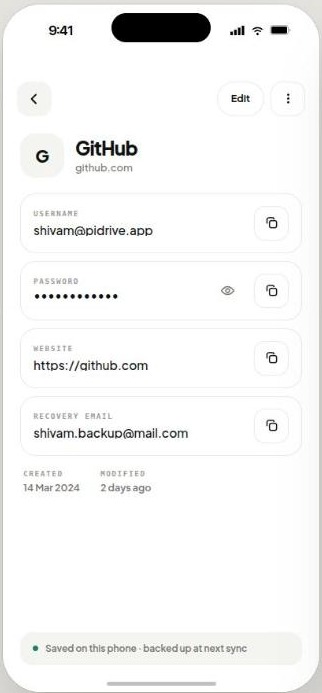 9:41
Edit
G
GitHub
github.com
USERNAME
shivam@pidrive.app
PASSWORD
••••••••••••
WEBSITE
https://github.com
RECOVERY EMAIL
shivam.backup@mail.com
CREATED MODIFIED
14 Mar 2024 2 days ago
Saved on this phone · backed up at next sync